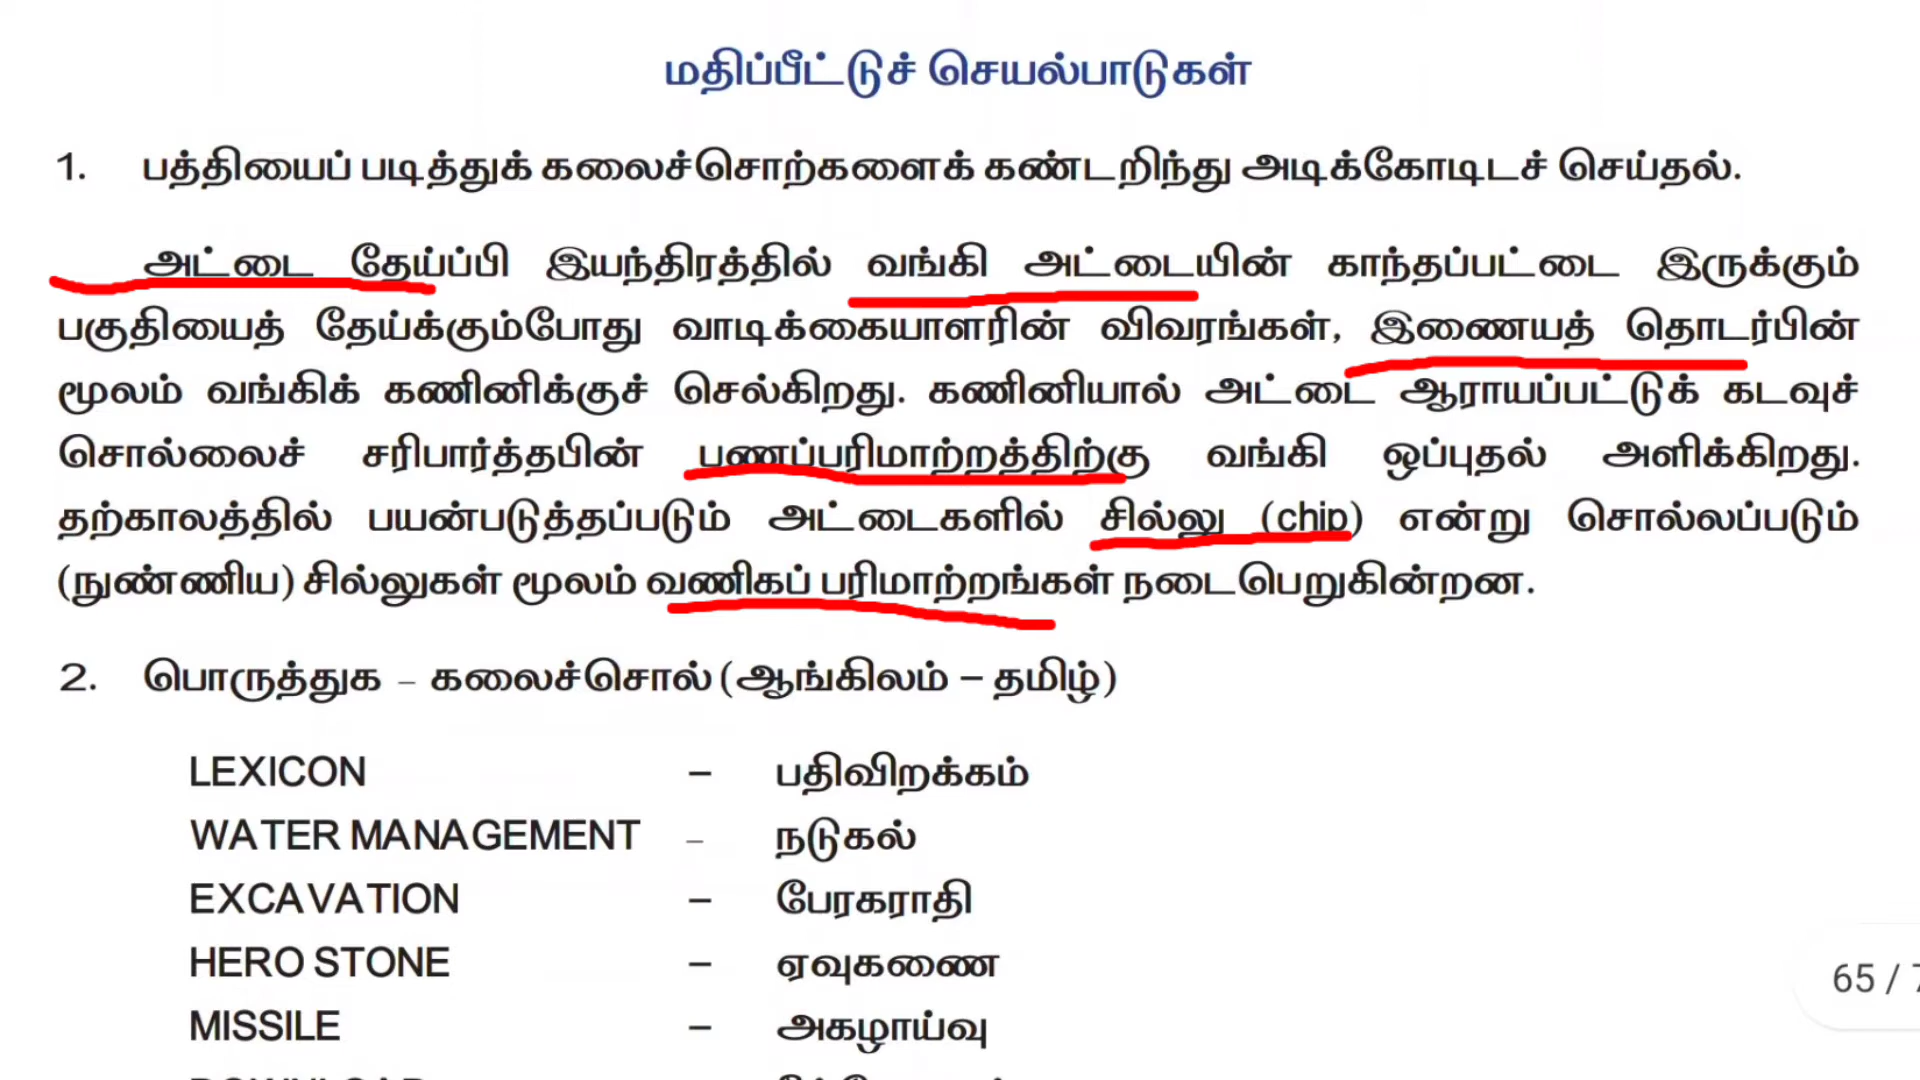 மதிப்பீட்டுச் செயல்பாடுகள்
1. பத்தியைப் படித்துக் கலைச்சொற்களைக் கண்டறிந்து அடிக்கோடிடச் செய்தல்.
அட்டை தேய்ப்பி இயந்திரத்தில் வங்கி அட்டையின் காந்தப்பட்டை இருக்கும்
பகுதியைத் தேய்க்கும்போது வாடிக்கையாளரின் விவரங்கள், இணையத் தொடர்பின்
மூலம் வங்கிக் கணினிக்குச் செல்கிறது. கணினியால் அட்டை ஆராயப்பட்டுக் கடவுச்
சொல்லைச் சரிபார்த்தபின் பணப்பரிமாற்றத்திற்கு வங்கி ஒப்புதல் அளிக்கிறது.
தற்காலத்தில் பயன்படுத்தப்படும் அட்டைகளில் சில்லு (chip) என்று சொல்லப்படும்
(நுண்ணிய) சில்லுகள் மூலம் வணிகப் பரிமாற்றங்கள் நடைபெறுகின்றன.
2. பொருத்துக – கலைச்சொல் (ஆங்கிலம் – தமிழ்)
LEXICON – பதிவிறக்கம்
WATER MANAGEMENT – நடுகல்
EXCAVATION – பேரகராதி
HERO STONE – ஏவுகணை
MISSILE – அகழாய்வு
65 / 7